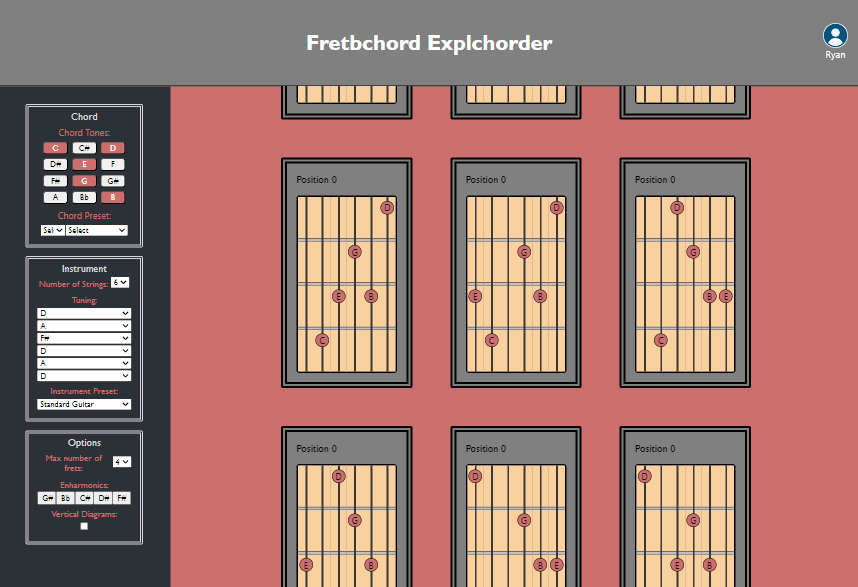 Fretbchord Explchorder
Ryan
Chord
Chord Tones:
C C# D
D# E F
F# G G#
A Bb B
Chord Preset:
Sel Select
Instrument
Number of Strings: 6
Tuning:
D
A
F#
D
A
D
Instrument Preset:
Standard Guitar
Options
Max number of 4
frets:
Enharmonics:
G# Bb C# D# F#
Vertical Diagrams:
Position 0
D
G
E B
C
Position 0
D
G
E B
C
Position 0
D
G
B E
C
Position 0
D
G
E B
Position 0
D
G
B E
Position 0
D
G
E B